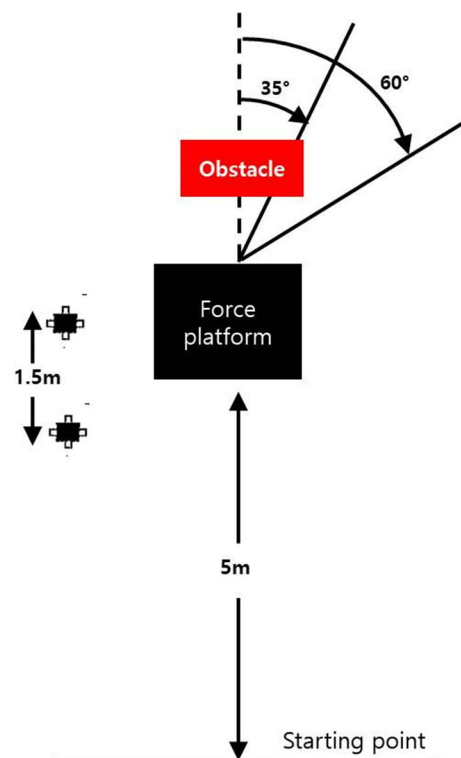 35°
60°
Obstacle
Force
platform
1.5m
5m
Starting point